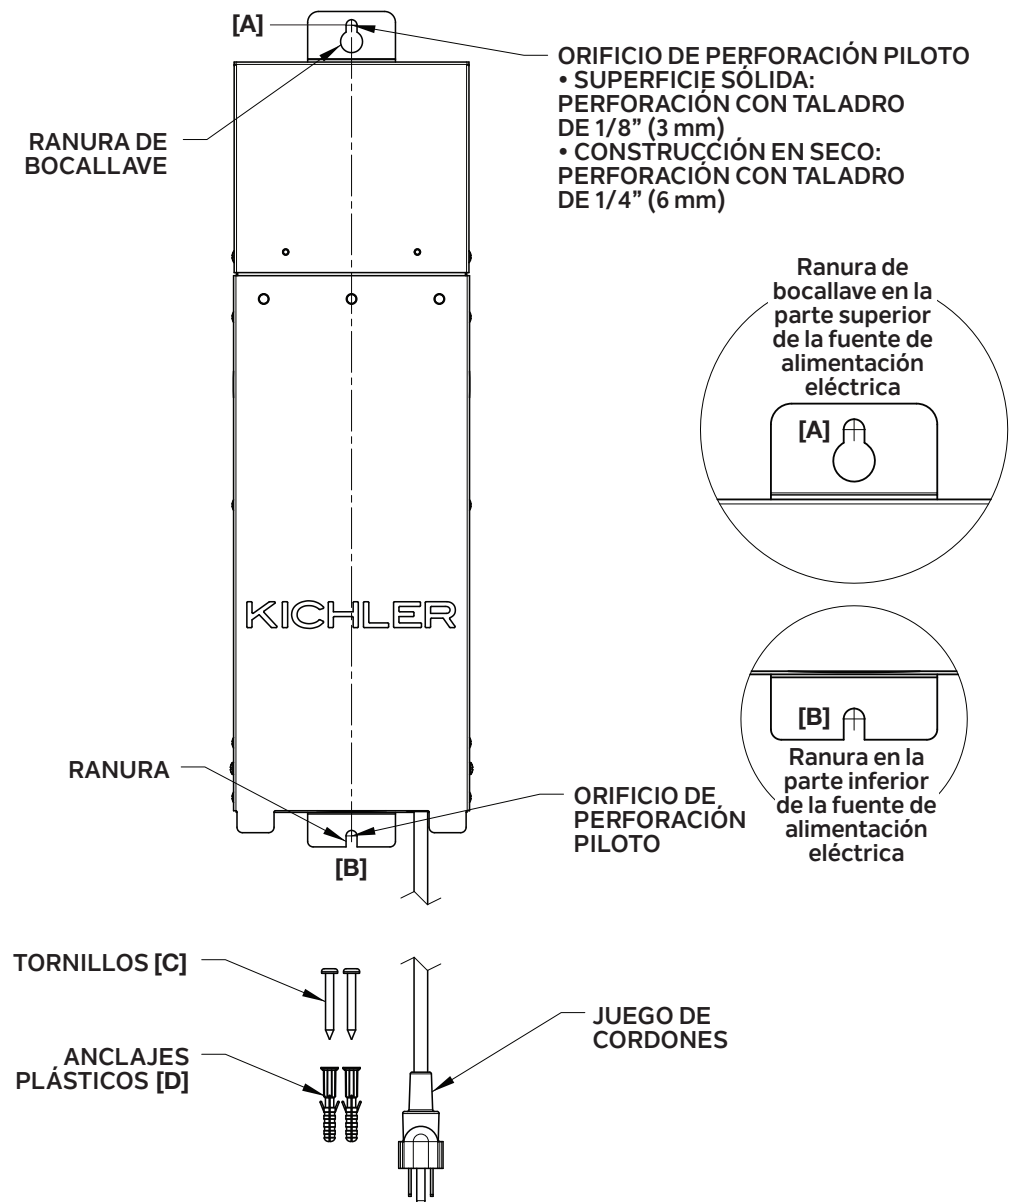 [A]
ORIFICIO DE PERFORACIÓN PILOTO
• SUPERFICIE SÓLIDA:
PERFORACIÓN CON TALADRO
DE 1/8” (3 mm)
• CONSTRUCCIÓN EN SECO:
PERFORACIÓN CON TALADRO
DE 1/4” (6 mm)
RANURA DE
BOCALLAVE
Ranura de
bocallave en la
parte superior
de la fuente de
alimentación
eléctrica
[A]
KICHLER
[B]
Ranura en la
parte inferior
de la fuente de
alimentación
eléctrica
RANURA
ORIFICIO DE
PERFORACIÓN
PILOTO
[B]
TORNILLOS [C]
JUEGO DE
CORDONES
ANCLAJES
PLÁSTICOS [D]